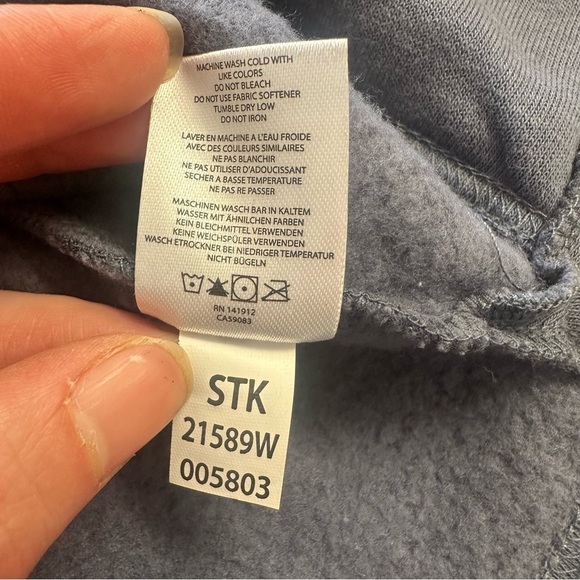 MACHINE WASH COLD WITH
LIKE COLORS
DO NOT BLEACH
DO NOT USE FABRIC SOFTENER
TUMBLE DRY LOW
DO NOT IRON
LAVER EN MACHINE A L'EAU FROIDE
AVEC DES COULEURS SIMILAIRES
NE PAS BLANCHIR
NE PAS UTILISER D'ADOUCISSANT
SECHER A BASSE TEMPERATURE
NE PAS RE PASSER
MASCHINEN WASCH BAR IN KALTEM
WASSER MIT ÄHNILCHEN FARBEN
KEIN BLEICHMITTEL VERWENDEN
KEINE WEICHSPÜLER VERWENDEN
WASCH ETROCKNER BEI NIEDRIGER TEMPERATUR
NICHT BÜGELN
RN 141912
CA59083
STK
21589W
005803